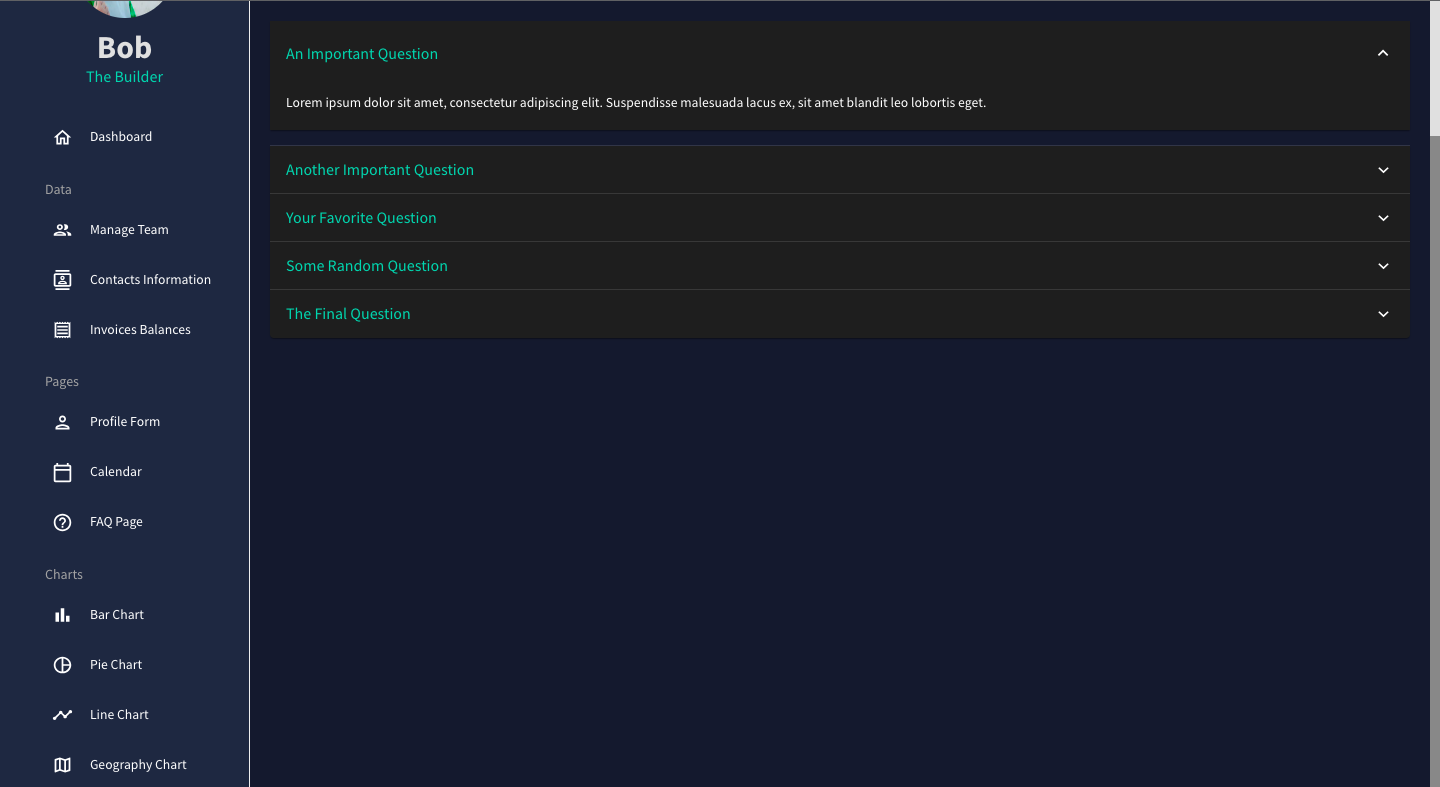 Bob
The Builder
Dashboard
Data
Manage Team
Contacts Information
Invoices Balances
Pages
Profile Form
Calendar
FAQ Page
Charts
Bar Chart
Pie Chart
Line Chart
Geography Chart
An Important Question
Lorem ipsum dolor sit amet, consectetur adipiscing elit. Suspendisse malesuada lacus ex, sit amet blandit leo lobortis eget.
Another Important Question
Your Favorite Question
Some Random Question
The Final Question